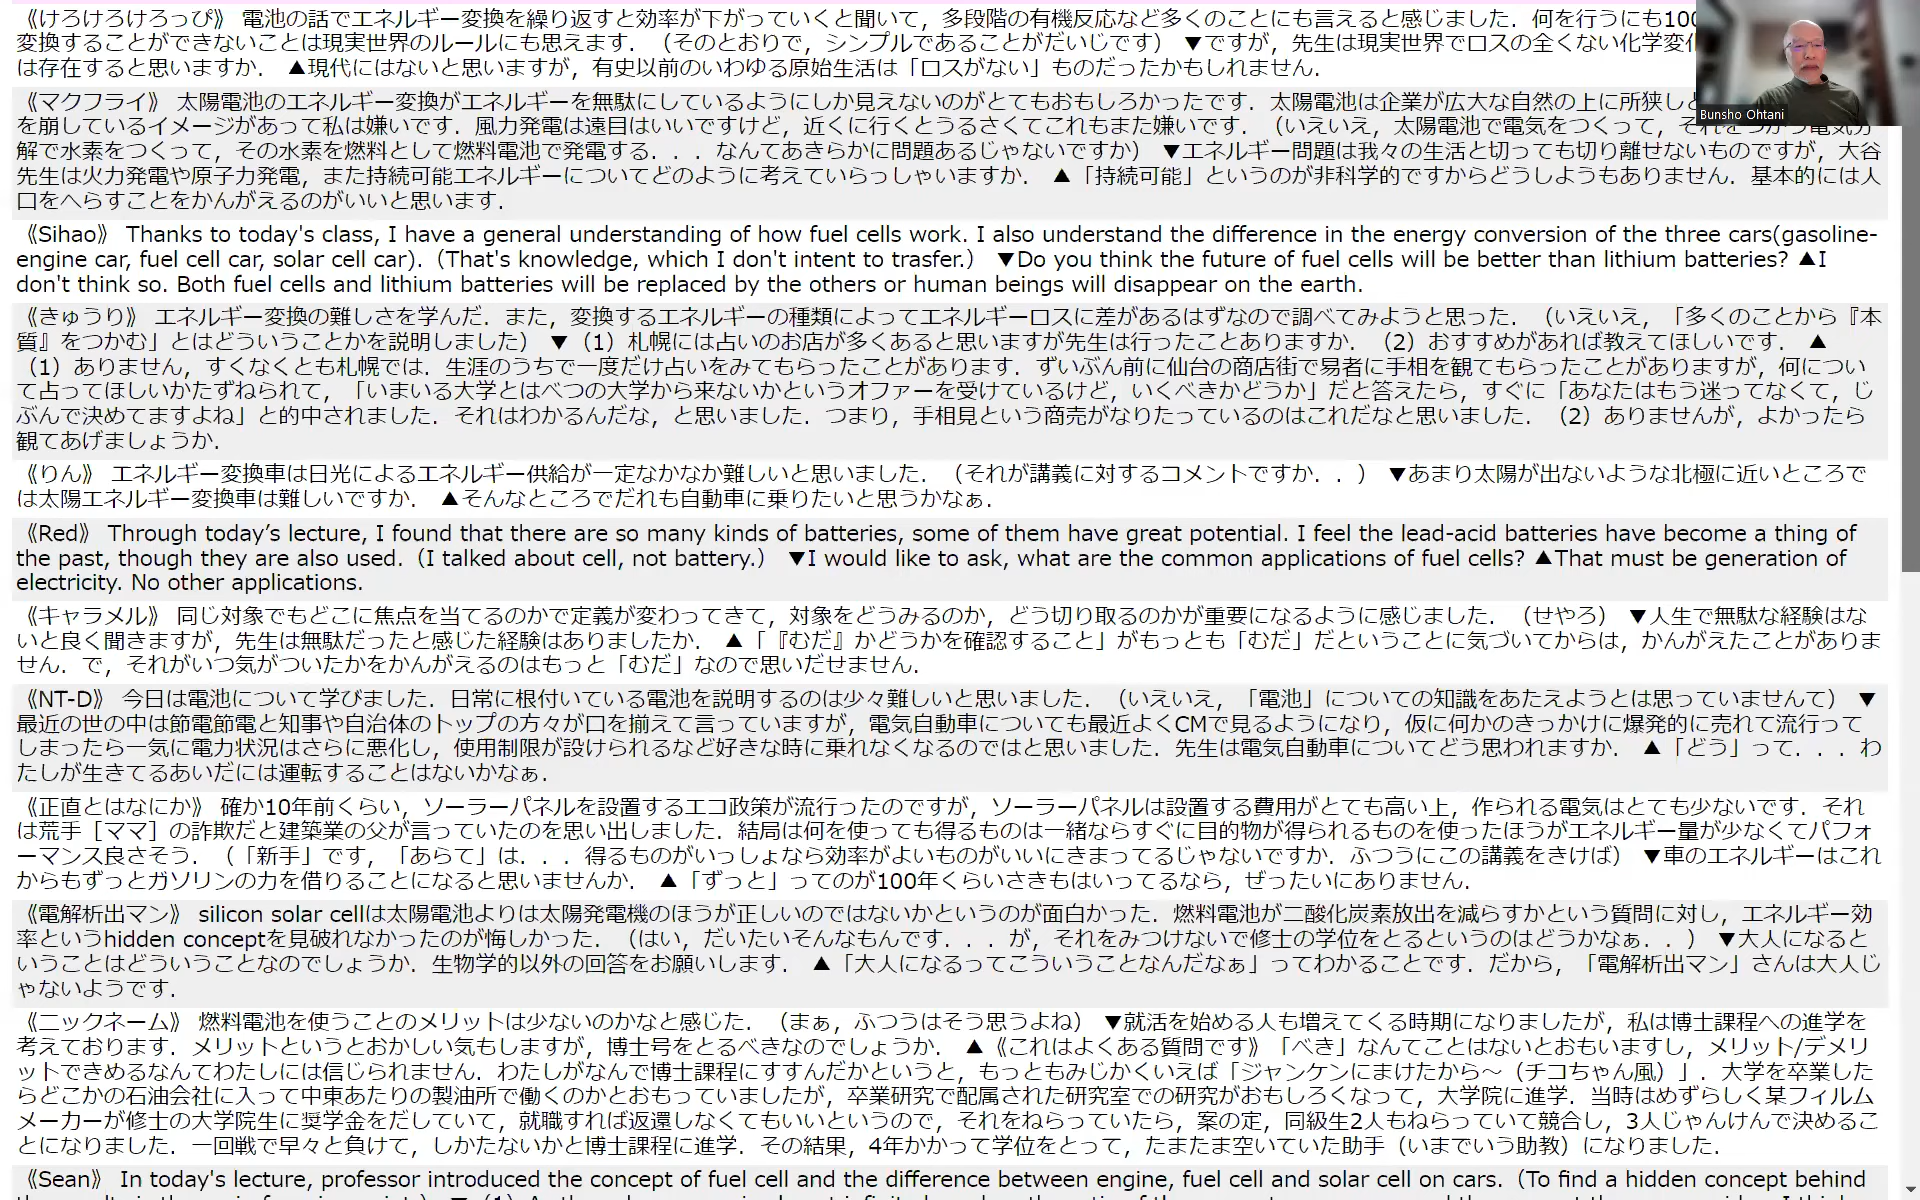 《けろけろけろっぴ》 電池の話でエネルギー変換を繰り返すと効率が下がっていくと聞いて，多段階の有機反応など多くのことにも言えると感じました．何を行うにも100
変換することができないことは現実世界のルールにも思えます．（そのとおりで，シンプルであることがだいじです） ▼ですが，先生は現実世界でロスの全くない化学変化
は存在すると思いますか． ▲現代にはないと思いますが，有史以前のいわゆる原始生活は「ロスがない」ものだったかもしれません．
《マクフライ》 太陽電池のエネルギー変換がエネルギーを無駄にしているようにしか見えないのがとてもおもしろかったです．太陽電池は企業が広大な自然の上に所狭しと
を崩しているイメージがあって私は嫌いです．風力発電は遠目はいいですけど，近くに行くとうるさくてこれもまた嫌いです．（いえいえ，太陽電池で電気をつくって，それをつかう電気分
解で水素をつくって，その水素を燃料として燃料電池で発電する．．．なんてあきらかに問題あるじゃないですか） ▼エネルギー問題は我々の生活と切っても切り離せないものですが，大谷
先生は火力発電や原子力発電，また持続可能エネルギーについてどのように考えていらっしゃいますか． ▲「持続可能」というのが非科学的ですからどうしようもありません．基本的には人
口をへらすことをかんがえるのがいいと思います．
Bunsho Ohtani
《Sihao》 Thanks to today's class, I have a general understanding of how fuel cells work. I also understand the difference in the energy conversion of the three cars(gasoline-
engine car, fuel cell car, solar cell car).（That's knowledge, which I don't intent to trasfer.） ▼Do you think the future of fuel cells will be better than lithium batteries? ▲I
don't think so. Both fuel cells and lithium batteries will be replaced by the others or human beings will disappear on the earth.
《きゅうり》 エネルギー変換の難しさを学んだ．また，変換するエネルギーの種類によってエネルギーロスに差があるはずなので調べてみようと思った．（いえいえ，「多くのことから『本
質』をつかむ」とはどういうことかを説明しました） ▼（1）札幌には占いのお店が多くあると思いますが先生は行ったことありますか．（2）おすすめがあれば教えてほしいです． ▲
（1）ありません，すくなくとも札幌では．生涯のうちで一度だけ占いをみてもらったことがあります．ずいぶん前に仙台の商店街で易者に手相を観てもらったことがありますが，何につい
て占ってほしいかたずねられて，「いまいる大学とはべつの大学から来ないかというオファーを受けているけど，いくべきかどうか」だと答えたら，すぐに「あなたはもう迷ってなくて，じ
ぶんで決めてますよね」と的中されました．それはわかるんだな，と思いました．つまり，手相見という商売がなりたっているのはこれだなと思いました．（2）ありませんが，よかったら
観てあげましょうか．
《りん》 エネルギー変換車は日光によるエネルギー供給が一定なかなか難しいと思いました．（それが講義に対するコメントですか．．） ▼あまり太陽が出ないような北極に近いところで
は太陽エネルギー変換車は難しいですか． ▲そんなところでだれも自動車に乗りたいと思うかなぁ．
《Red》 Through today’s lecture, I found that there are so many kinds of batteries, some of them have great potential. I feel the lead-acid batteries have become a thing of
the past, though they are also used.（I talked about cell, not battery.） ▼I would like to ask, what are the common applications of fuel cells? ▲That must be generation of
electricity. No other applications.
《キャラメル》 同じ対象でもどこに焦点を当てるのかで定義が変わってきて，対象をどうみるのか，どう切り取るのかが重要になるように感じました．（せやろ） ▼人生で無駄な経験はな
いと良く聞きますが，先生は無駄だったと感じた経験はありましたか． ▲「『むだ』かどうかを確認すること」がもっとも「むだ」だということに気づいてからは，かんがえたことがありま
せん．で，それがいつ気がついたかをかんがえるのはもっと「むだ」なので思いだせません．
《NT-D》 今日は電池について学びました．日常に根付いている電池を説明するのは少々難しいと思いました．（いえいえ，「電池」についての知識をあたえようとは思っていませんて） ▼
最近の世の中は節電節電と知事や自治体のトップの方々が口を揃えて言っていますが，電気自動車についても最近よくCMで見るようになり，仮に何かのきっかけに爆発的に売れて流行って
しまったら一気に電力状況はさらに悪化し，使用制限が設けられるなど好きな時に乗れなくなるのではと思いました．先生は電気自動車についてどう思われますか． ▲「どう」って．．．わ
たしが生きてるあいだには運転することはないかなぁ．
《正直とはなにか》 確か10年前くらい，ソーラーパネルを設置するエコ政策が流行ったのですが，ソーラーパネルは設置する費用がとても高い上，作られる電気はとても少ないです．それ
は荒手［ママ］の詐欺だと建築業の父が言っていたのを思い出しました．結局は何を使っても得るものは一緒ならすぐに目的物が得られるものを使ったほうがエネルギー量が少なくてパフォ
ーマンス良さそう．（「新手」です，「あらて」は．．．得るものがいっしょなら効率がよいものがいいにきまってるじゃないですか．ふつうにこの講義をきけば） ▼車のエネルギーはこれ
からもずっとガソリンの力を借りることになると思いませんか． ▲「ずっと」ってのが100年くらいさきもはいってるなら，ぜったいにありません．
《電解析出マン》 silicon solar cellは太陽電池よりは太陽発電機のほうが正しいのではないかというのが面白かった．燃料電池が二酸化炭素放出を減らすかという質問に対し，エネルギー効
率というhidden conceptを見破れなかったのが悔しかった．（はい，だいたいそんなもんです．．．が，それをみつけないで修士の学位をとるというのはどうかなぁ．．） ▼大人になると
いうことはどういうことなのでしょうか．生物学的以外の回答をお願いします． ▲「大人になるってこういうことなんだなぁ」ってわかることです．だから，「電解析出マン」さんは大人じ
ゃないようです．
《ニックネーム》 燃料電池を使うことのメリットは少ないのかなと感じた．（まぁ，ふつうはそう思うよね） ▼就活を始める人も増えてくる時期になりましたが，私は博士課程への進学を
考えております．メリットというとおかしい気もしますが，博士号をとるべきなのでしょうか． ▲《これはよくある質問です》「べき」なんてことはないとおもいますし，メリット/デメリ
ットできめるなんてわたしには信じられません．わたしがなんで博士課程にすすんだかというと，もっともみじかくいえば「ジャンケンにまけたから〜（チコちゃん風）」．大学を卒業した
らどこかの石油会社に入って中東あたりの製油所で働くのかとおもっていましたが，卒業研究で配属された研究室での研究がおもしろくなって，大学院に進学．当時はめずらしく某フィルム
メーカーが修士の大学院生に奨学金をだしていて，就職すれば返還しなくてもいいというので，それをねらっていたら，案の定，同級生2人もねらっていて競合し，3人じゃんけんで決めるこ
とになりました．一回戦で早々と負けて，しかたないかと博士課程に進学．その結果，4年かかって学位をとって，たまたま空いていた助手（いまでいう助教）になりました．
《Sean》 In today's lecture, professor introduced the concept of fuel cell and the difference between engine, fuel cell and solar cell on cars.（To find a hidden concept behind